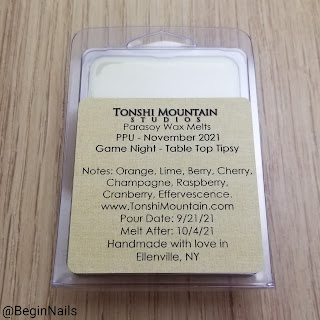 TONSHI MOUNTAIN
STUDIOS
Parasoy Wax Melts
PPU - November 2021
Game Night - Table Top Tipsy
Notes: Orange, Lime, Berry, Cherry,
Champagne, Raspberry,
Cranberry, Effervescence.
www.TonshiMountain.com
Pour Date: 9/21/21
Melt After: 10/4/21
Handmade with love in
Ellenville, NY
@BeginNails